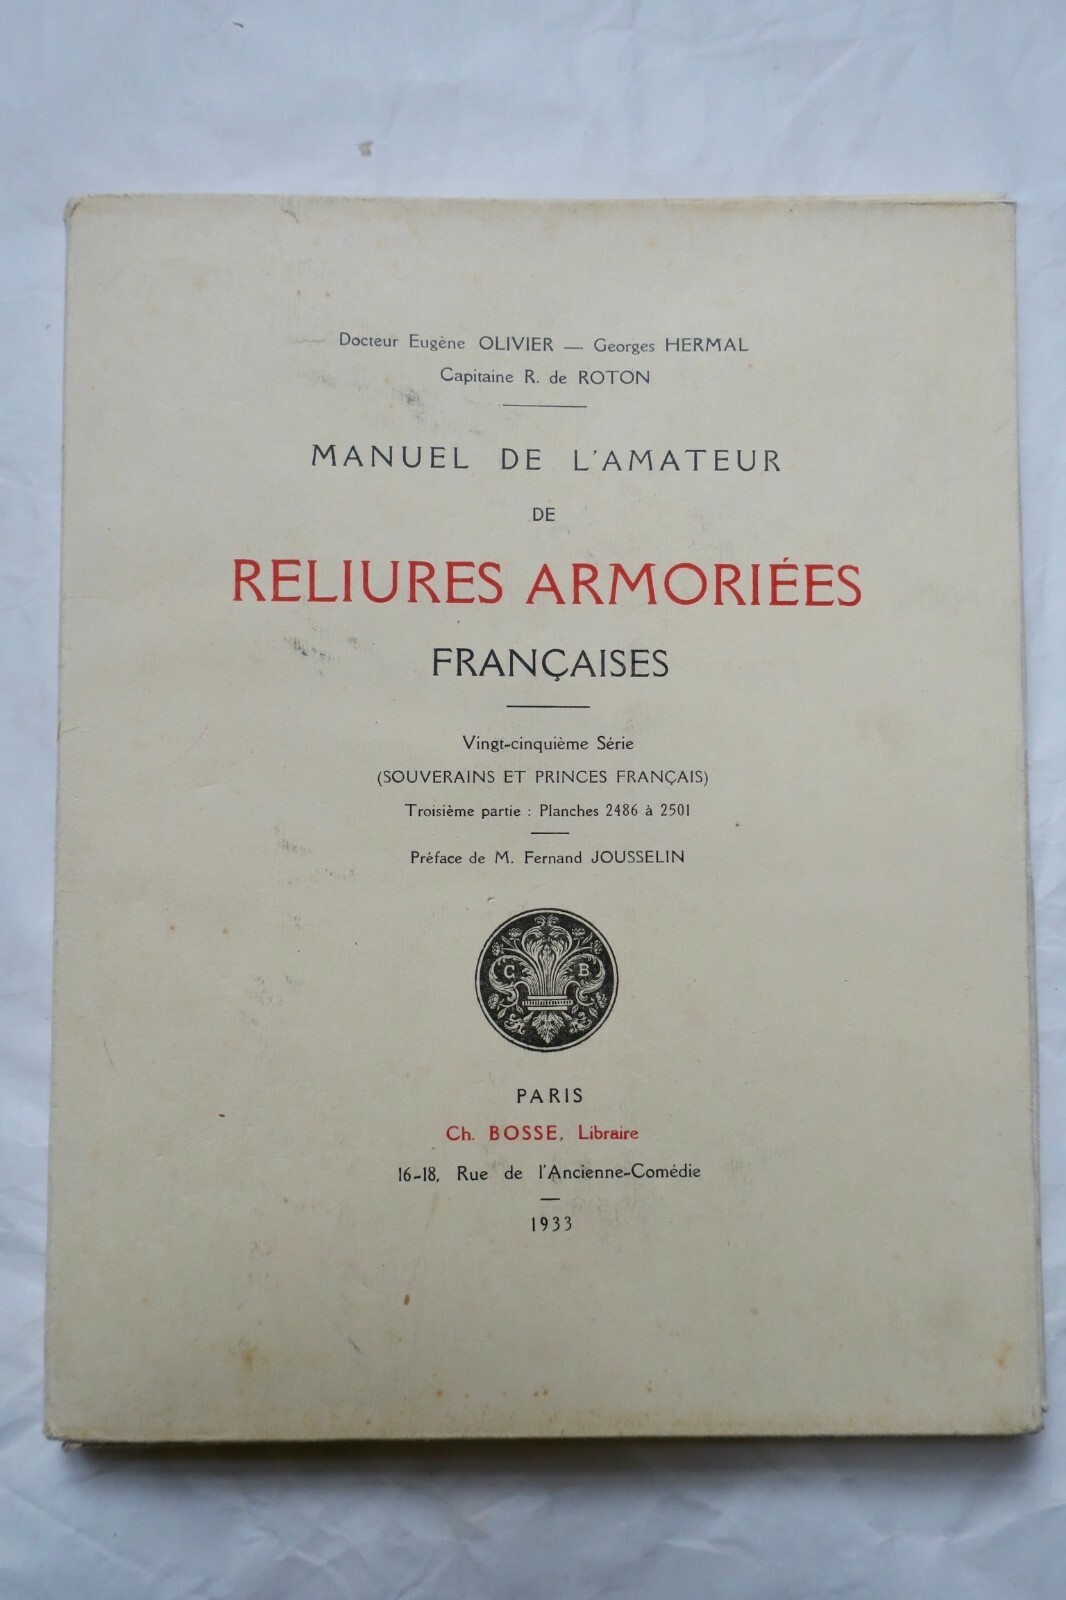 Docteur Eugène OLIVIER — Georges HERMAL
Capitaine R. de ROTON
MANUEL DE L'AMATEUR
DE
RELIURES ARMORIÉES
FRANÇAISES
Vingt-cinquième Série
(SOUVERAINS ET PRINCES FRANÇAIS)
Troisième partie : Planches 2486 à 2501
Préface de M. Fernand JOUSSELIN
C B
PARIS
Ch. BOSSE, Libraire
16-18, Rue de l'Ancienne-Comédie
1933